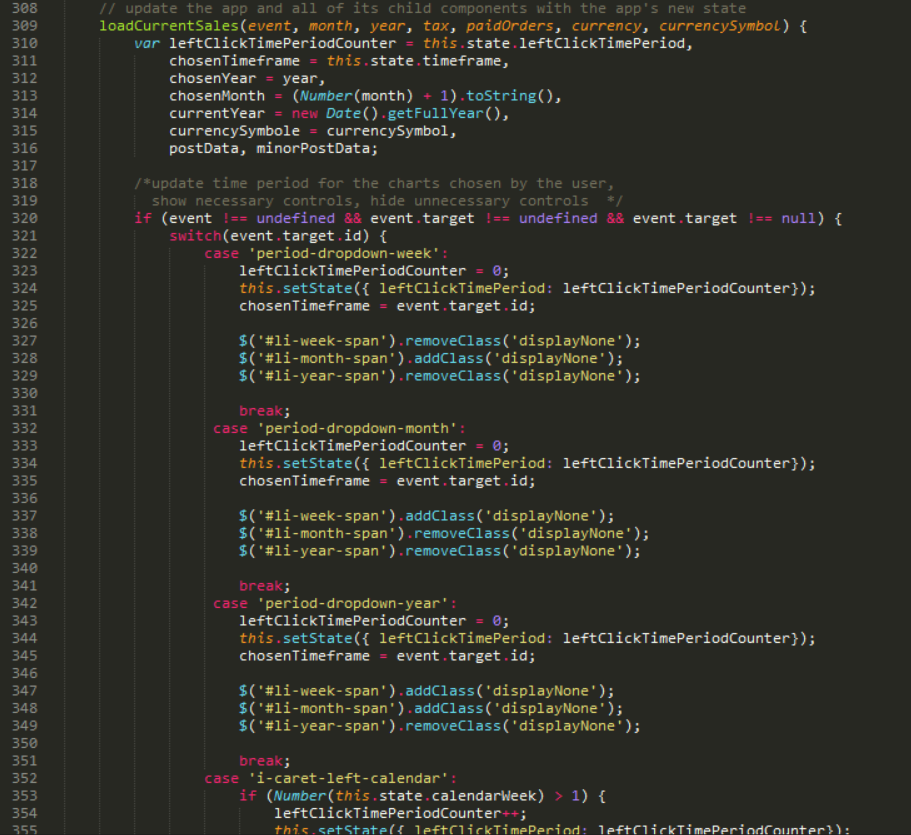 308 // update the app and all of its child components with the app's new state
309 loadCurrentSales(event, month, year, tax, paidOrders, currency, currencySymbol) {
310 var leftClickTimePeriodCounter = this.state.leftClickTimePeriod,
311 chosenTimeframe = this.state.timeframe,
312 chosenYear = year,
313 chosenMonth = (Number(month) + 1).toString(),
314 currentYear = new Date().getFullYear(),
315 currencySymbole = currencySymbol,
316 postData, minorPostData;
317
318 /*update time period for the charts chosen by the user,
319 show necessary controls, hide unnecessary controls */
320 if (event !== undefined && event.target !== undefined && event.target !== null) {
321 switch(event.target.id) {
322 case 'period-dropdown-week':
323 leftClickTimePeriodCounter = 0;
324 this.setState({ leftClickTimePeriod: leftClickTimePeriodCounter});
325 chosenTimeframe = event.target.id;
326
327 $('#li-week-span').removeClass('displayNone');
328 $('#li-month-span').addClass('displayNone');
329 $('#li-year-span').removeClass('displayNone');
330
331 break;
332 case 'period-dropdown-month':
333 leftClickTimePeriodCounter = 0;
334 this.setState({ leftClickTimePeriod: leftClickTimePeriodCounter});
335 chosenTimeframe = event.target.id;
336
337 $('#li-week-span').addClass('displayNone');
338 $('#li-month-span').removeClass('displayNone');
339 $('#li-year-span').removeClass('displayNone');
340
341 break;
342 case 'period-dropdown-year':
343 leftClickTimePeriodCounter = 0;
344 this.setState({ leftClickTimePeriod: leftClickTimePeriodCounter});
345 chosenTimeframe = event.target.id;
346
347 $('#li-week-span').addClass('displayNone');
348 $('#li-month-span').addClass('displayNone');
349 $('#li-year-span').removeClass('displayNone');
350
351 break;
352 case 'i-caret-left-calendar':
353 if (Number(this.state.calendarWeek) > 1) {
354 leftClickTimePeriodCounter++;
355 this.setState({ leftClickTimePeriod: leftClickTimePeriodCounter});